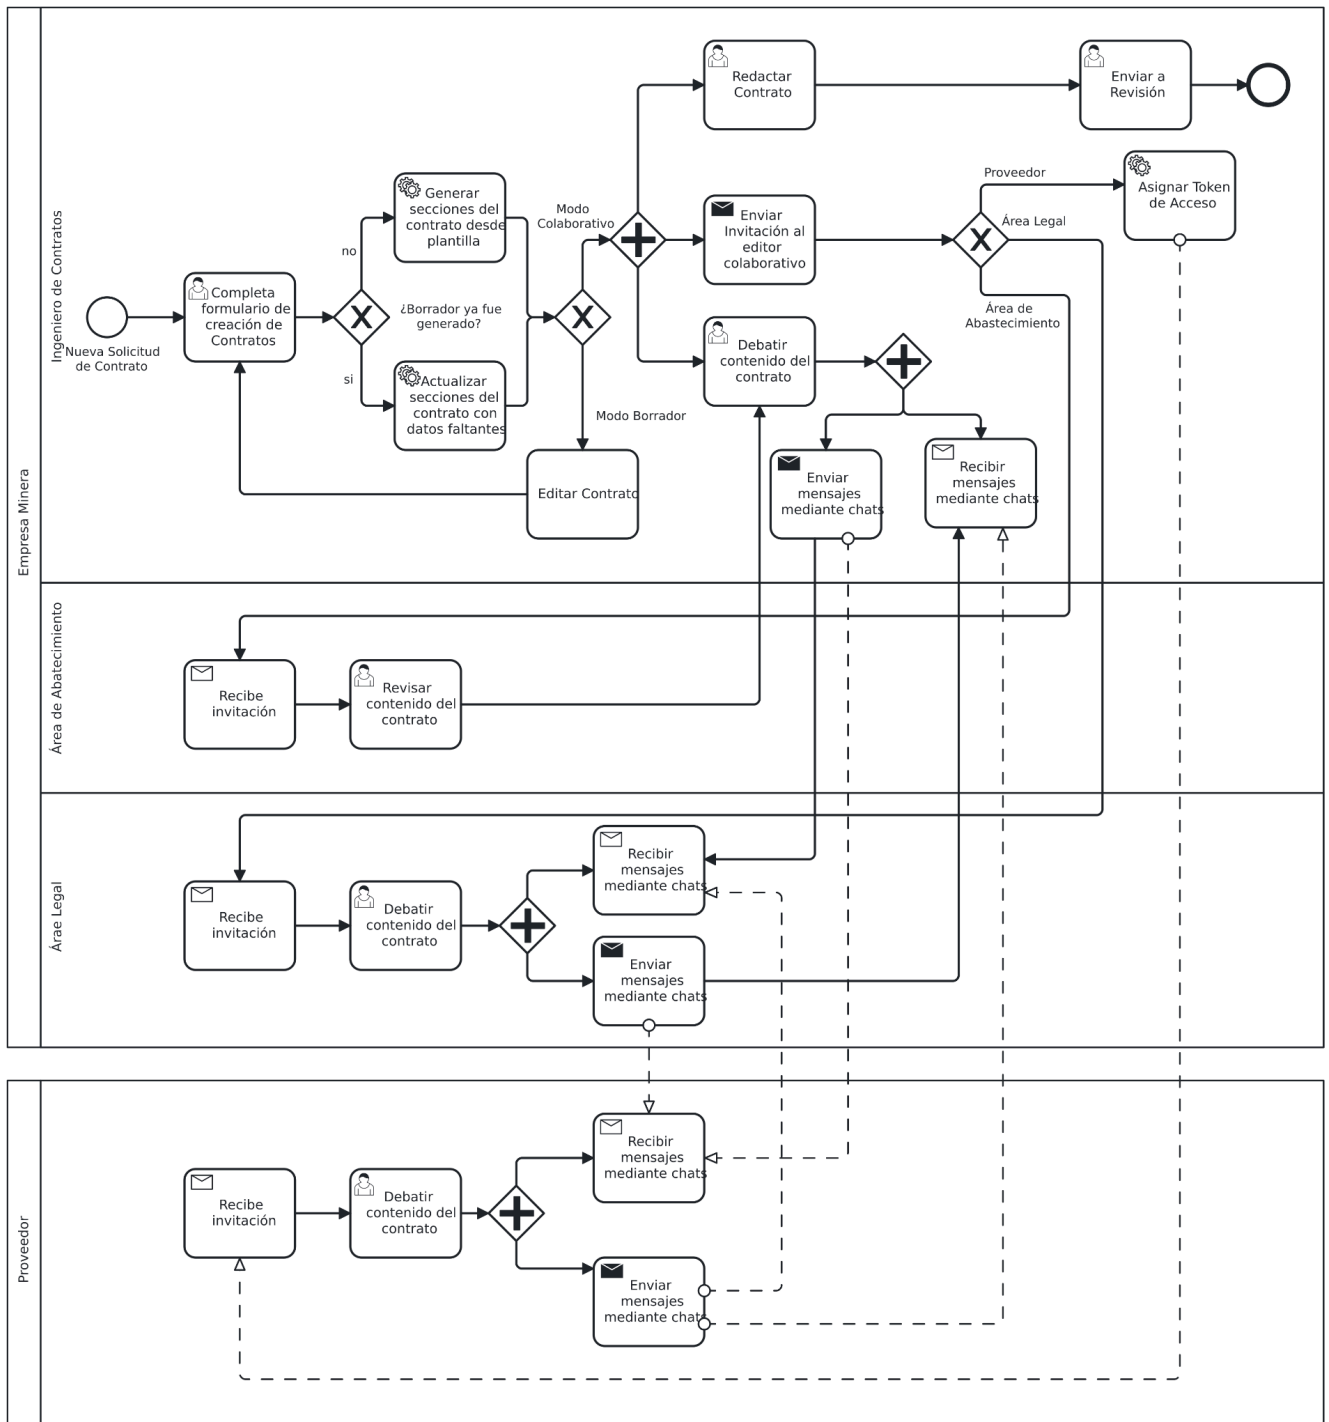 Empresa Minera
Ingeniero de Contratos
Nueva Solicitud
de Contrato
Completa
formulario de
creación de
Contratos
no
si
¿Borrador ya fue
generado?
Generar
secciones del
contrato desde
plantilla
Actualizar
secciones del
contrato con
datos faltantes
Modo
Colaborativo
Modo Borrador
Editar Contrato
Redactar
Contrato
Enviar a
Revisión
Enviar
Invitación al
editor
colaborativo
Proveedor
Área Legal
Área de
Abastecimiento
Asignar Token
de Acceso
Debatir
contenido del
contrato
Enviar
mensajes
mediante chats
Recibir
mensajes
mediante chats
Área de Abatecimiento
Recibe
invitación
Revisar
contenido del
contrato
Árae Legal
Recibe
invitación
Debatir
contenido del
contrato
Recibir
mensajes
mediante chats
Enviar
mensajes
mediante chats
Proveedor
Recibe
invitación
Debatir
contenido del
contrato
Recibir
mensajes
mediante chats
Enviar
mensajes
mediante chats